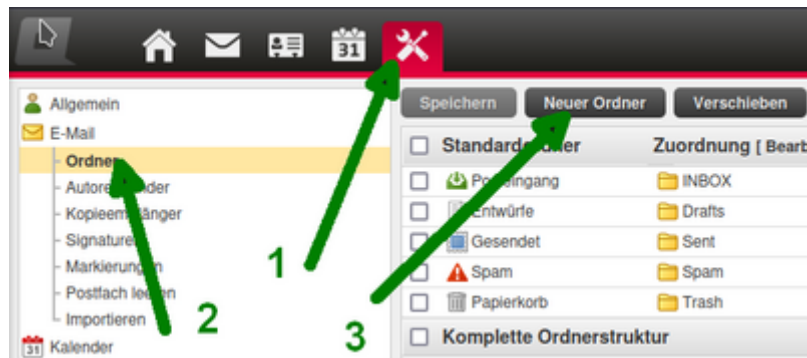 31
Allgemein
E-Mail
Ordner
Kopieempfänger
Signaturen
Markierungen
Postfach leeren
Importieren
31 Kalender
1
2
3
Speichern Neuer Ordner Verschieben
Standardordner Zuordnung [ Bearb
Posteingang INBOX
Entwürfe Drafts
Gesendet Sent
Spam Spam
Papierkorb Trash
Komplette Ordnerstruktur